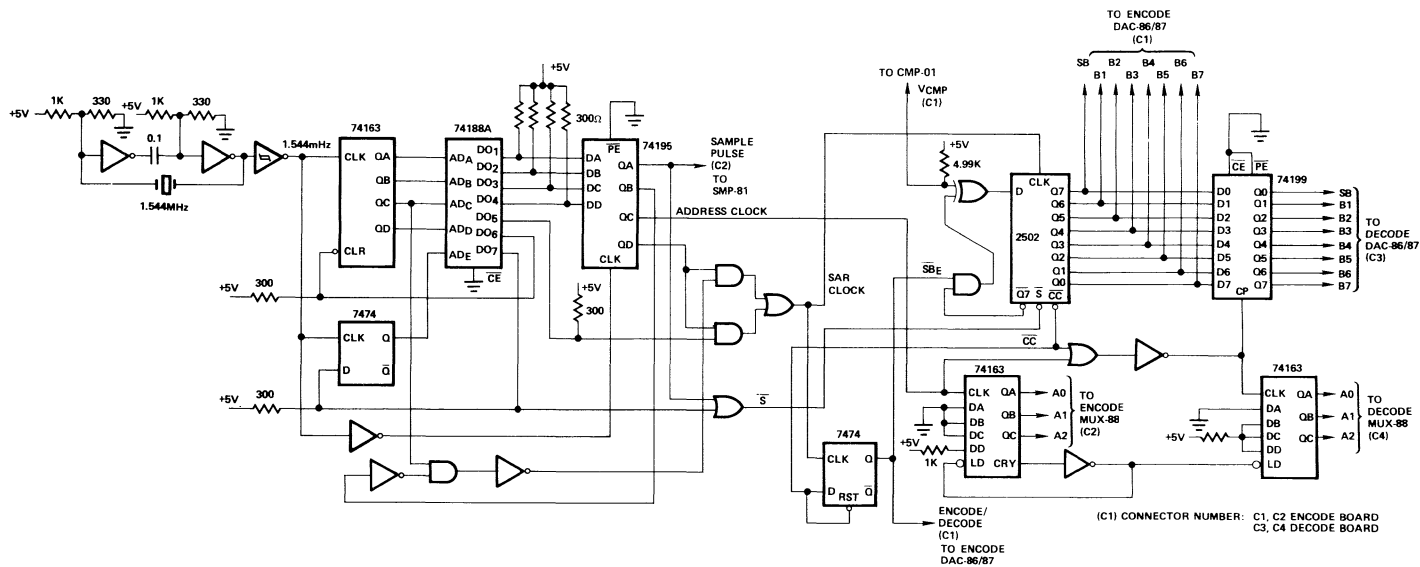 TO ENCODE
DAC-86/87
(C1)
B2 B4 B6
SB B1 B3 B5 B7
TO CMP-01
VCMP
(C1)
+5V
1K 330 +5V 1K 330
+5V
0.1
1.544mHz
1.544MHz
74163
CLK QA
QB
QC
QD
CLR
74188A
ADA DO1
ADB DO2
ADC DO3
ADD DO4
DO5
DO6
ADE DO7
CE
300Ω
74195
PE
DA QA
DB QB
DC QC
DD QD
CLK
SAMPLE
PULSE
(C2)
TO
SMP-81
ADDRESS CLOCK
+5V
300
+5V 300
7474
CLK Q
D Q
+5V 300
SAR
CLOCK
S
+5V
4.99K
SBE
CLK
D Q7
Q6
Q5
2502 Q4
Q3
Q2
Q1
Q0
Q7 S CC
CC
CE PE
74199
D0 Q0 SB
D1 Q1 B1
D2 Q2 B2
D3 Q3 B3
D4 Q4 B4
D5 Q5 B5
D6 Q6 B6
D7 Q7 B7
CP
TO
DECODE
DAC-86/87
(C3)
7474
CLK Q
D RST Q
ENCODE/
DECODE
(C1)
TO ENCODE
DAC-86/87
74163
CLK QA A0
DA
DB QB A1
DC QC A2
DD
LD CRY
+5V
1K
TO
ENCODE
MUX-88
(C2)
74163
CLK QA A0
DA
DB QB A1
DC QC A2
DD
LD
+5V
TO
DECODE
MUX-88
(C4)
(C1) CONNECTOR NUMBER: C1, C2 ENCODE BOARD
C3, C4 DECODE BOARD